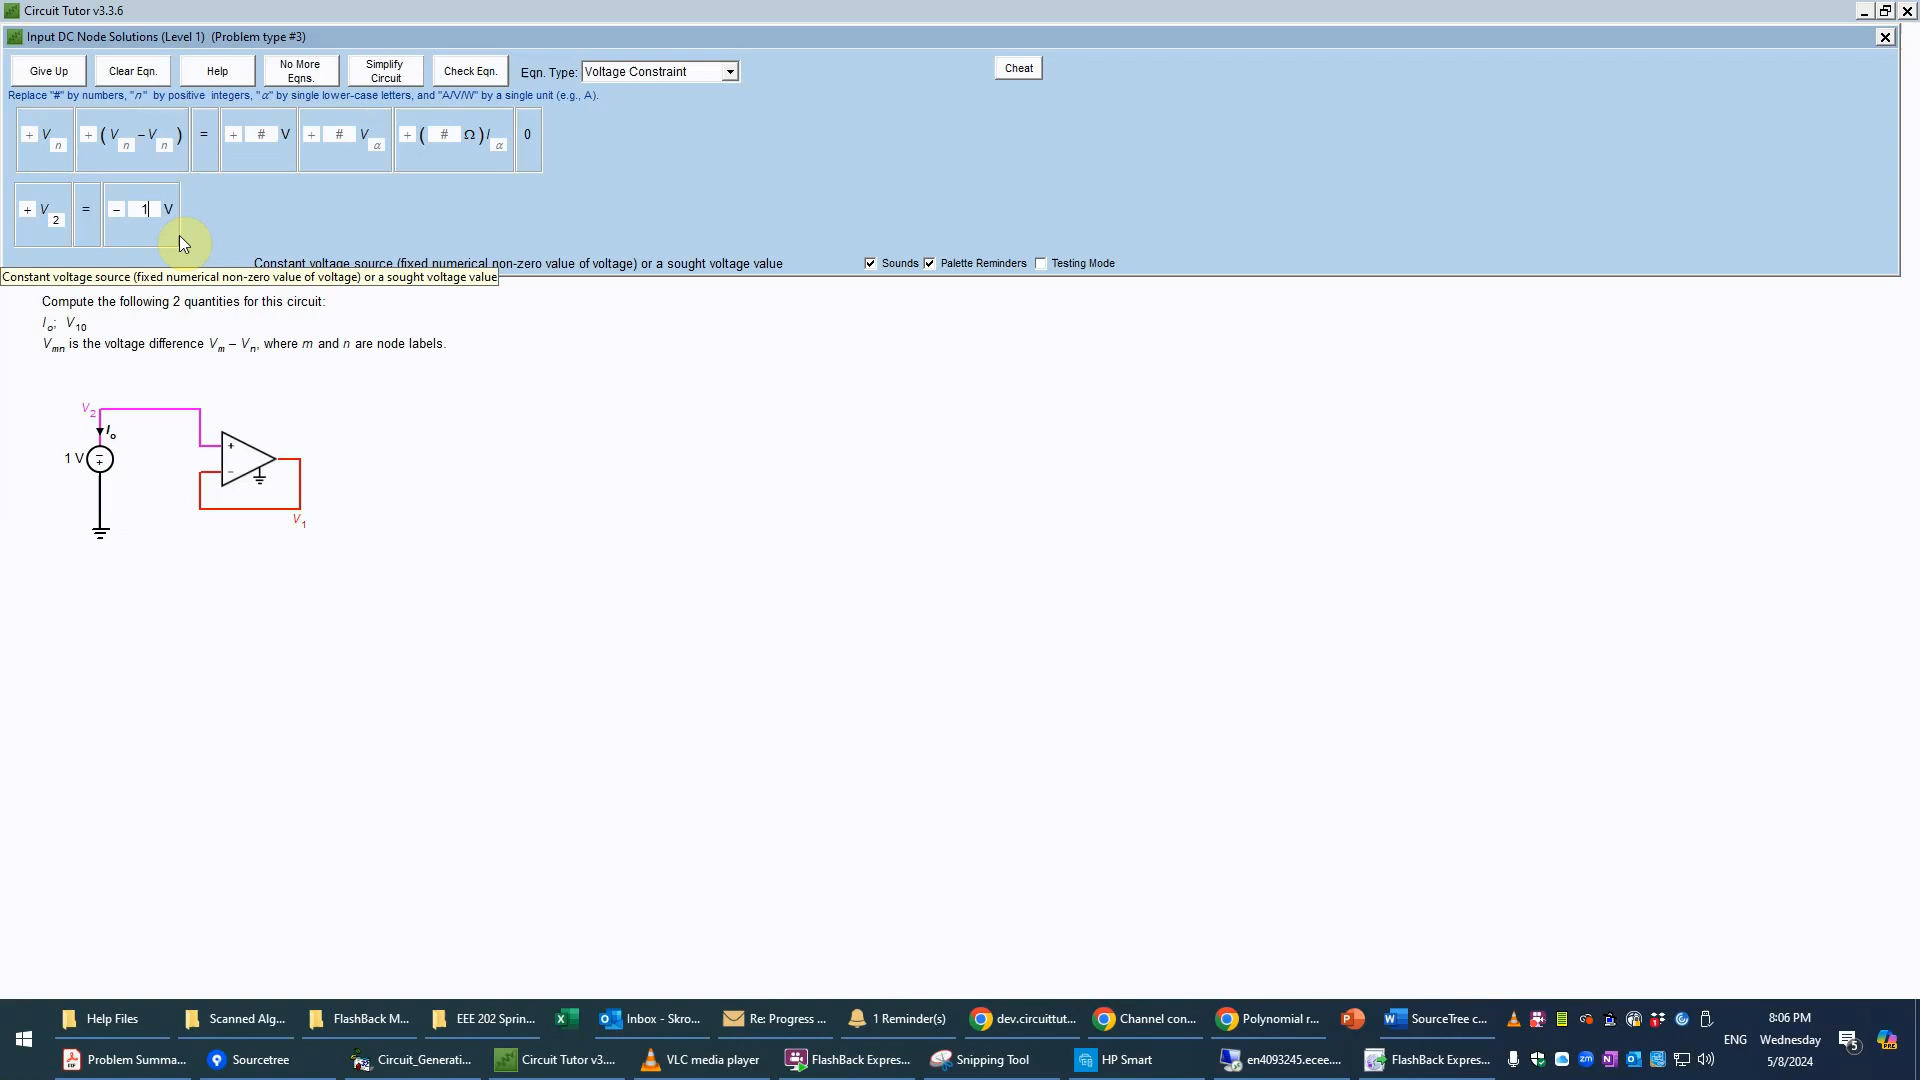 Circuit Tutor v3.3.6
Input DC Node Solutions (Level 1) (Problem type #3)
Give Up
Clear Eqn.
Help
No More Eqns.
Simplify Circuit
Check Eqn.
Eqn. Type: Voltage Constraint
Cheat
Replace "#" by numbers, "n" by positive integers, "α" by single lower-case letters, and "A/V/W" by a single unit (e.g., A).
+ Vn + (Vn − Vn) = + # V + # Vα + ( # Ω ) Iα 0
+ V2 = − 1 V
Constant voltage source (fixed numerical non-zero value of voltage) or a sought voltage value
Sounds
Palette Reminders
Testing Mode
Constant voltage source (fixed numerical non-zero value of voltage) or a sought voltage value
Compute the following 2 quantities for this circuit:
Io; V10
Vmn is the voltage difference Vm − Vn, where m and n are node labels.
V2
Io
1 V
−
+
+
−
V1
Help Files
Scanned Alg...
FlashBack M...
EEE 202 Sprin...
Inbox - Skro...
Re: Progress ...
1 Reminder(s)
dev.circuittut...
Channel con...
Polynomial r...
SourceTree c...
8:06 PM
ENG
Wednesday
5/8/2024
5
Problem Summa...
Sourcetree
Circuit_Generati...
Circuit Tutor v3....
VLC media player
FlashBack Expres...
Snipping Tool
HP Smart
en4093245.ecee....
FlashBack Expres...